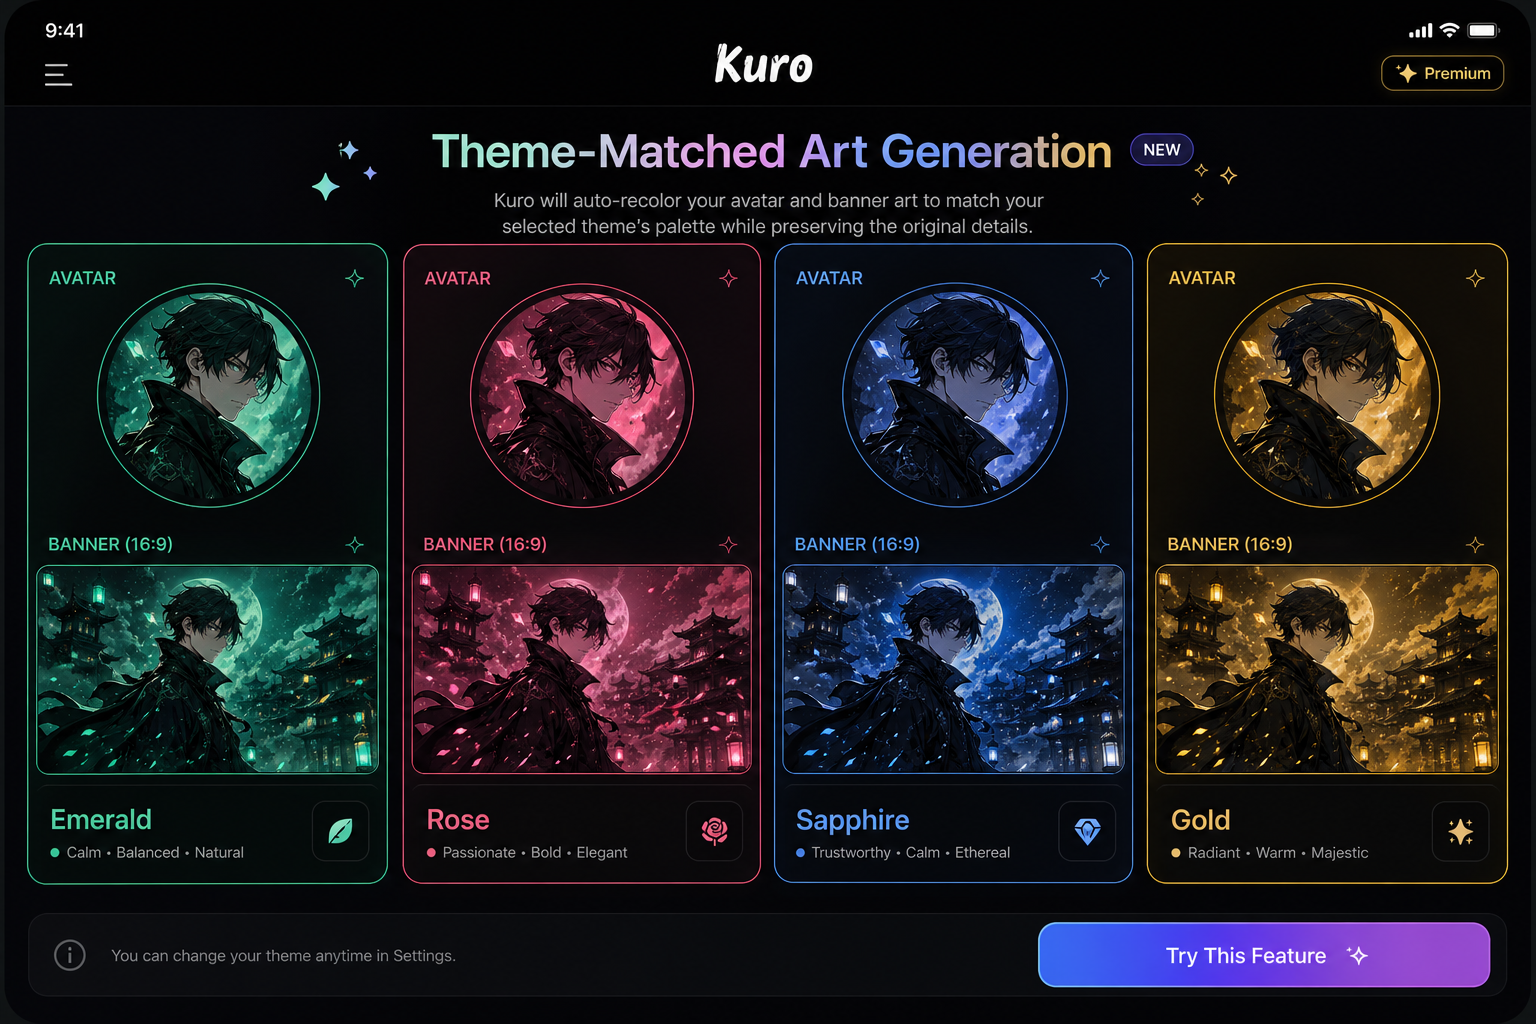 9:41
Kuro
Premium
Theme-Matched Art Generation
NEW
Kuro will auto-recolor your avatar and banner art to match your
selected theme's palette while preserving the original details.
AVATAR
BANNER (16:9)
Emerald
Calm • Balanced • Natural
AVATAR
BANNER (16:9)
Rose
Passionate • Bold • Elegant
AVATAR
BANNER (16:9)
Sapphire
Trustworthy • Calm • Ethereal
AVATAR
BANNER (16:9)
Gold
Radiant • Warm • Majestic
You can change your theme anytime in Settings.
Try This Feature